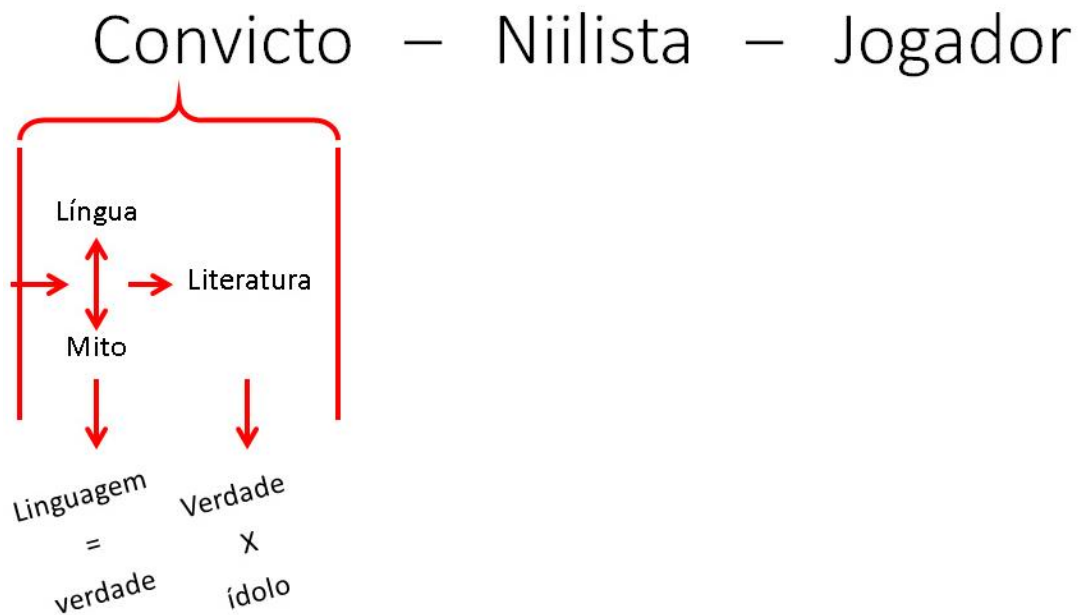 Convicto – Niilista – Jogador
Língua
Literatura
Mito
Linguagem
=
verdade
Verdade
X
ídolo